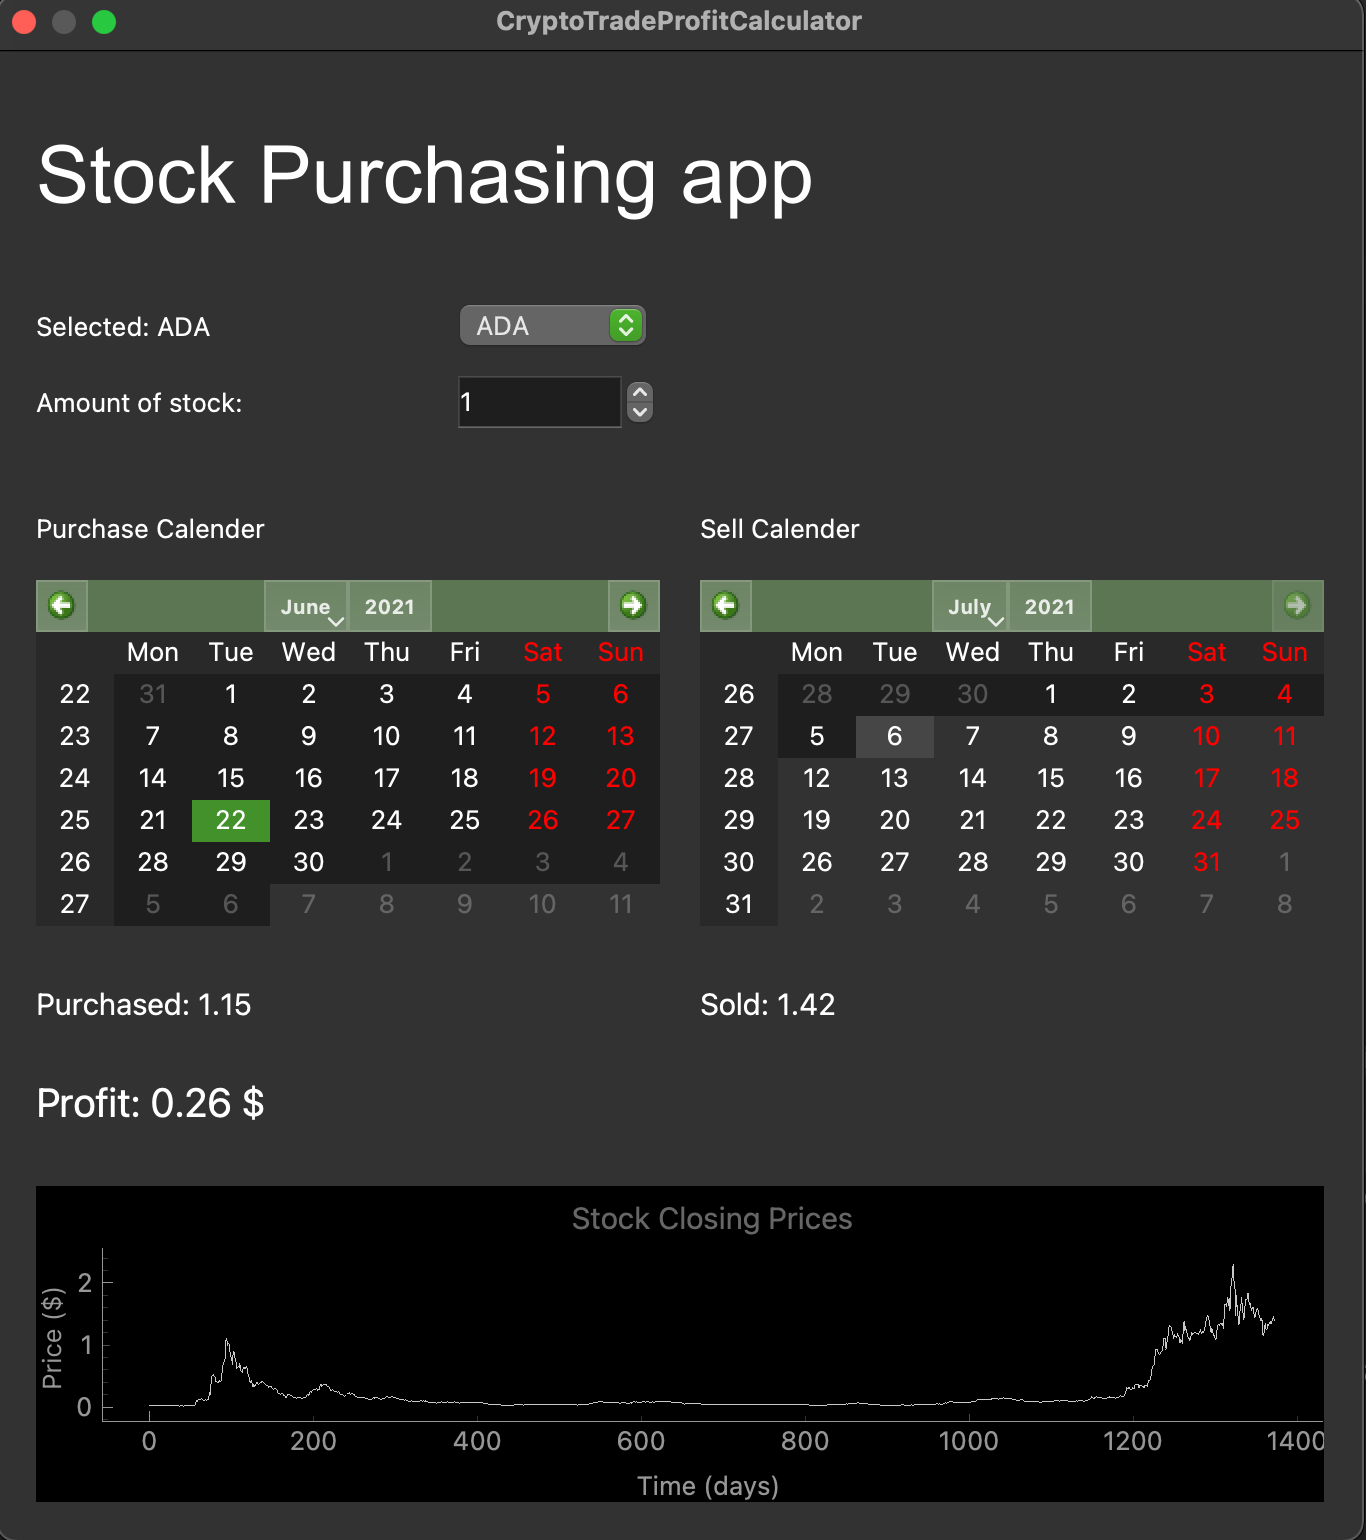 CryptoTradeProfitCalculator
Stock Purchasing app
Selected: ADA ADA
Amount of stock: 1
Purchase Calender
June 2021
Mon Tue Wed Thu Fri Sat Sun
22 31 1 2 3 4 5 6
23 7 8 9 10 11 12 13
24 14 15 16 17 18 19 20
25 21 22 23 24 25 26 27
26 28 29 30 1 2 3 4
27 5 6 7 8 9 10 11
Sell Calender
July 2021
Mon Tue Wed Thu Fri Sat Sun
26 28 29 30 1 2 3 4
27 5 6 7 8 9 10 11
28 12 13 14 15 16 17 18
29 19 20 21 22 23 24 25
30 26 27 28 29 30 31 1
31 2 3 4 5 6 7 8
Purchased: 1.15
Sold: 1.42
Profit: 0.26 $
Stock Closing Prices
Price ($)
2
1
0
0 200 400 600 800 1000 1200 1400
Time (days)